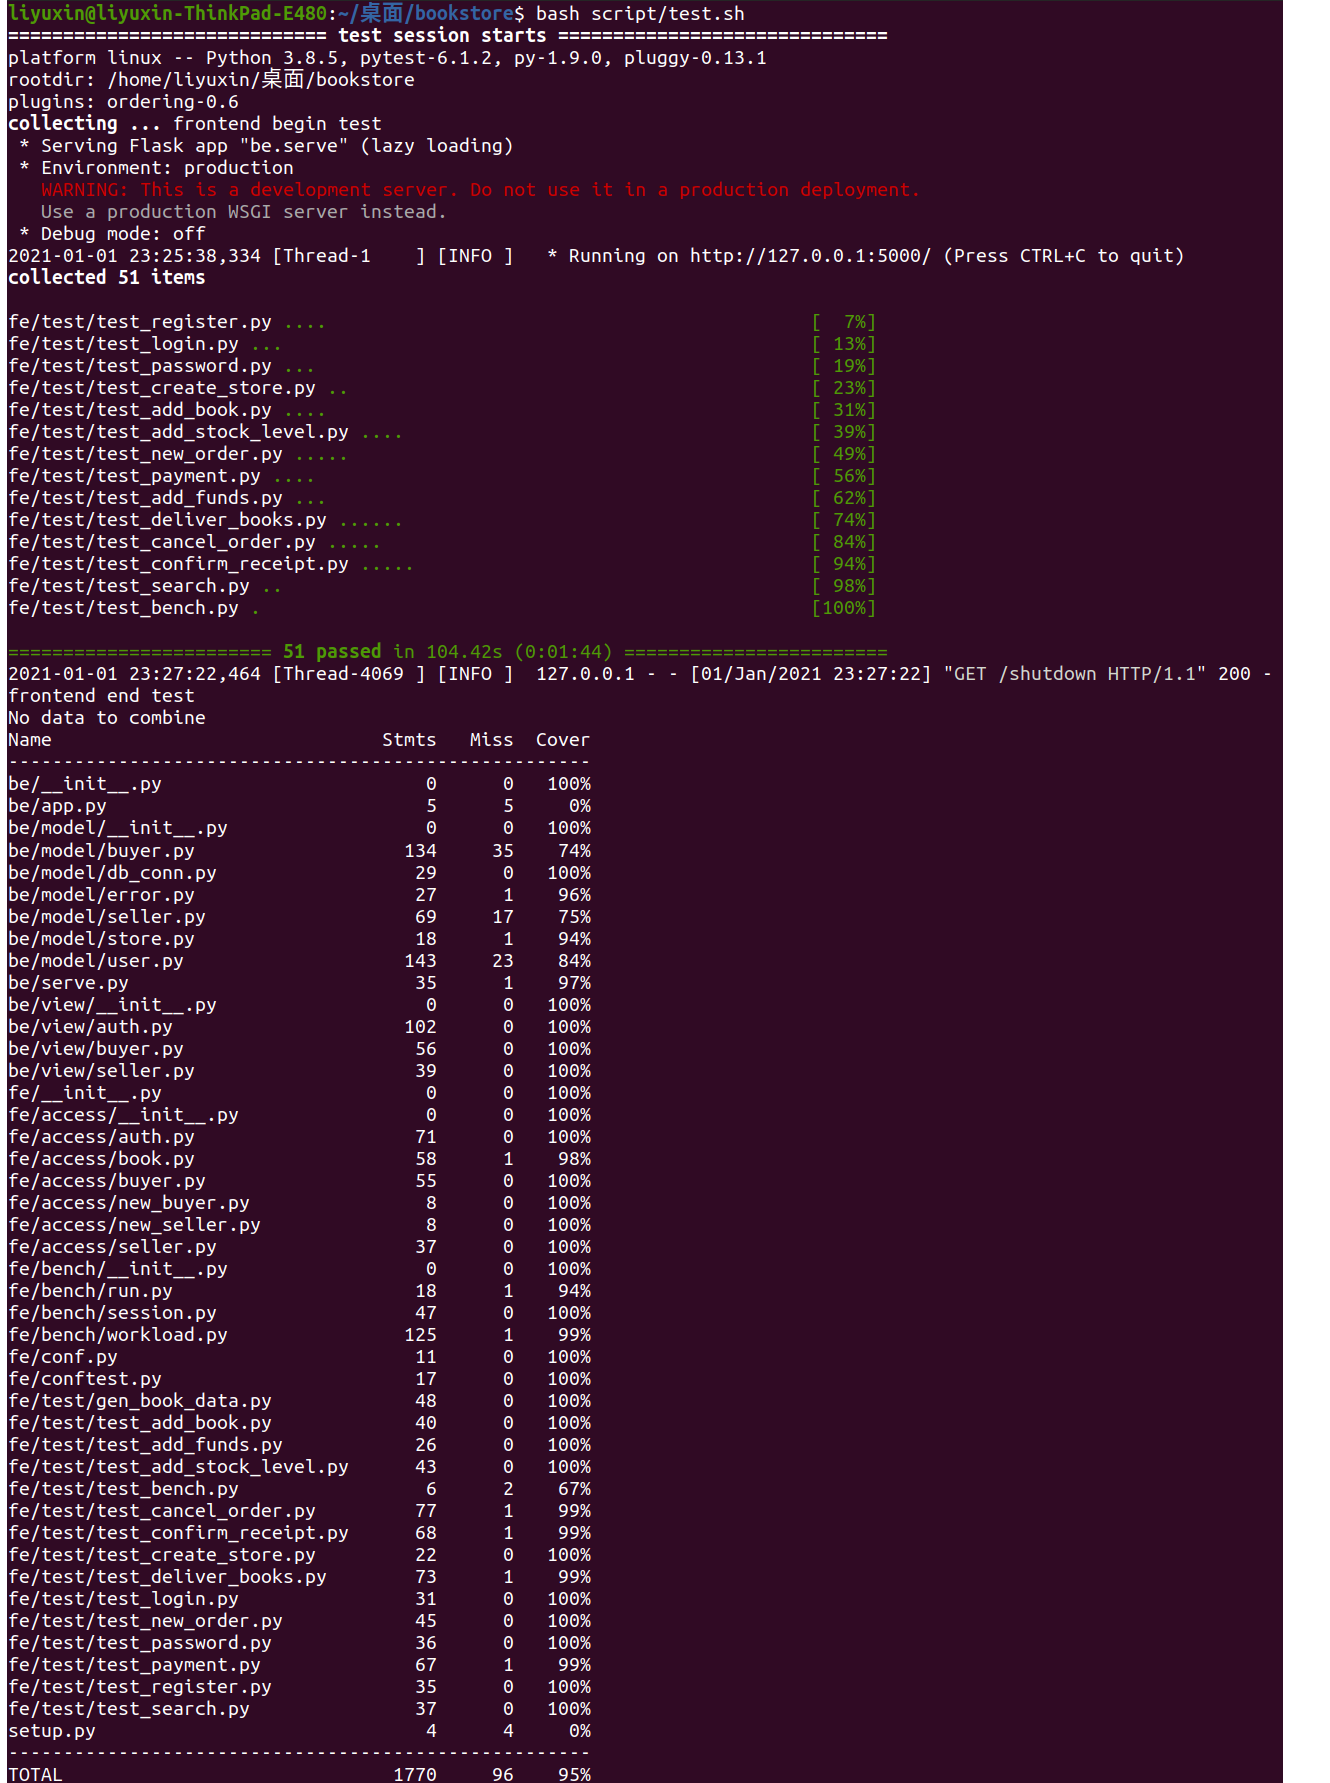 liyuxin@liyuxin-ThinkPad-E480:~/桌面/bookstore$ bash script/test.sh
============================= test session starts ==============================
platform linux -- Python 3.8.5, pytest-6.1.2, py-1.9.0, pluggy-0.13.1
rootdir: /home/liyuxin/桌面/bookstore
plugins: ordering-0.6
collecting ... frontend begin test
 * Serving Flask app "be.serve" (lazy loading)
 * Environment: production
   WARNING: This is a development server. Do not use it in a production deployment.
   Use a production WSGI server instead.
 * Debug mode: off
2021-01-01 23:25:38,334 [Thread-1    ] [INFO ]   * Running on http://127.0.0.1:5000/ (Press CTRL+C to quit)
collected 51 items

fe/test/test_register.py .... [  7%]
fe/test/test_login.py ... [ 13%]
fe/test/test_password.py ... [ 19%]
fe/test/test_create_store.py .. [ 23%]
fe/test/test_add_book.py .... [ 31%]
fe/test/test_add_stock_level.py .... [ 39%]
fe/test/test_new_order.py ..... [ 49%]
fe/test/test_payment.py .... [ 56%]
fe/test/test_add_funds.py ... [ 62%]
fe/test/test_deliver_books.py ...... [ 74%]
fe/test/test_cancel_order.py ..... [ 84%]
fe/test/test_confirm_receipt.py ..... [ 94%]
fe/test/test_search.py .. [ 98%]
fe/test/test_bench.py . [100%]

======================== 51 passed in 104.42s (0:01:44) ========================
2021-01-01 23:27:22,464 [Thread-4069 ] [INFO ]  127.0.0.1 - - [01/Jan/2021 23:27:22] "GET /shutdown HTTP/1.1" 200 -
frontend end test
No data to combine
Name                              Stmts   Miss  Cover
-----------------------------------------------------
be/__init__.py                        0      0   100%
be/app.py                             5      5     0%
be/model/__init__.py                  0      0   100%
be/model/buyer.py                   134     35    74%
be/model/db_conn.py                  29      0   100%
be/model/error.py                    27      1    96%
be/model/seller.py                   69     17    75%
be/model/store.py                    18      1    94%
be/model/user.py                    143     23    84%
be/serve.py                          35      1    97%
be/view/__init__.py                   0      0   100%
be/view/auth.py                     102      0   100%
be/view/buyer.py                     56      0   100%
be/view/seller.py                    39      0   100%
fe/__init__.py                        0      0   100%
fe/access/__init__.py                 0      0   100%
fe/access/auth.py                    71      0   100%
fe/access/book.py                    58      1    98%
fe/access/buyer.py                   55      0   100%
fe/access/new_buyer.py                8      0   100%
fe/access/new_seller.py               8      0   100%
fe/access/seller.py                  37      0   100%
fe/bench/__init__.py                  0      0   100%
fe/bench/run.py                      18      1    94%
fe/bench/session.py                  47      0   100%
fe/bench/workload.py                125      1    99%
fe/conf.py                           11      0   100%
fe/conftest.py                       17      0   100%
fe/test/gen_book_data.py             48      0   100%
fe/test/test_add_book.py             40      0   100%
fe/test/test_add_funds.py            26      0   100%
fe/test/test_add_stock_level.py      43      0   100%
fe/test/test_bench.py                 6      2    67%
fe/test/test_cancel_order.py         77      1    99%
fe/test/test_confirm_receipt.py      68      1    99%
fe/test/test_create_store.py         22      0   100%
fe/test/test_deliver_books.py        73      1    99%
fe/test/test_login.py                31      0   100%
fe/test/test_new_order.py            45      0   100%
fe/test/test_password.py             36      0   100%
fe/test/test_payment.py              67      1    99%
fe/test/test_register.py             35      0   100%
fe/test/test_search.py               37      0   100%
setup.py                              4      4     0%
-----------------------------------------------------
TOTAL                              1770     96    95%